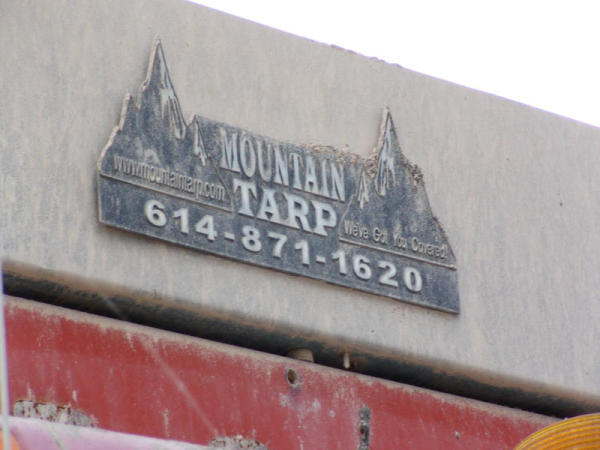 MOUNTAIN
TARP
www.mountaintarp.com
We've Got You Covered!
614-871-1620